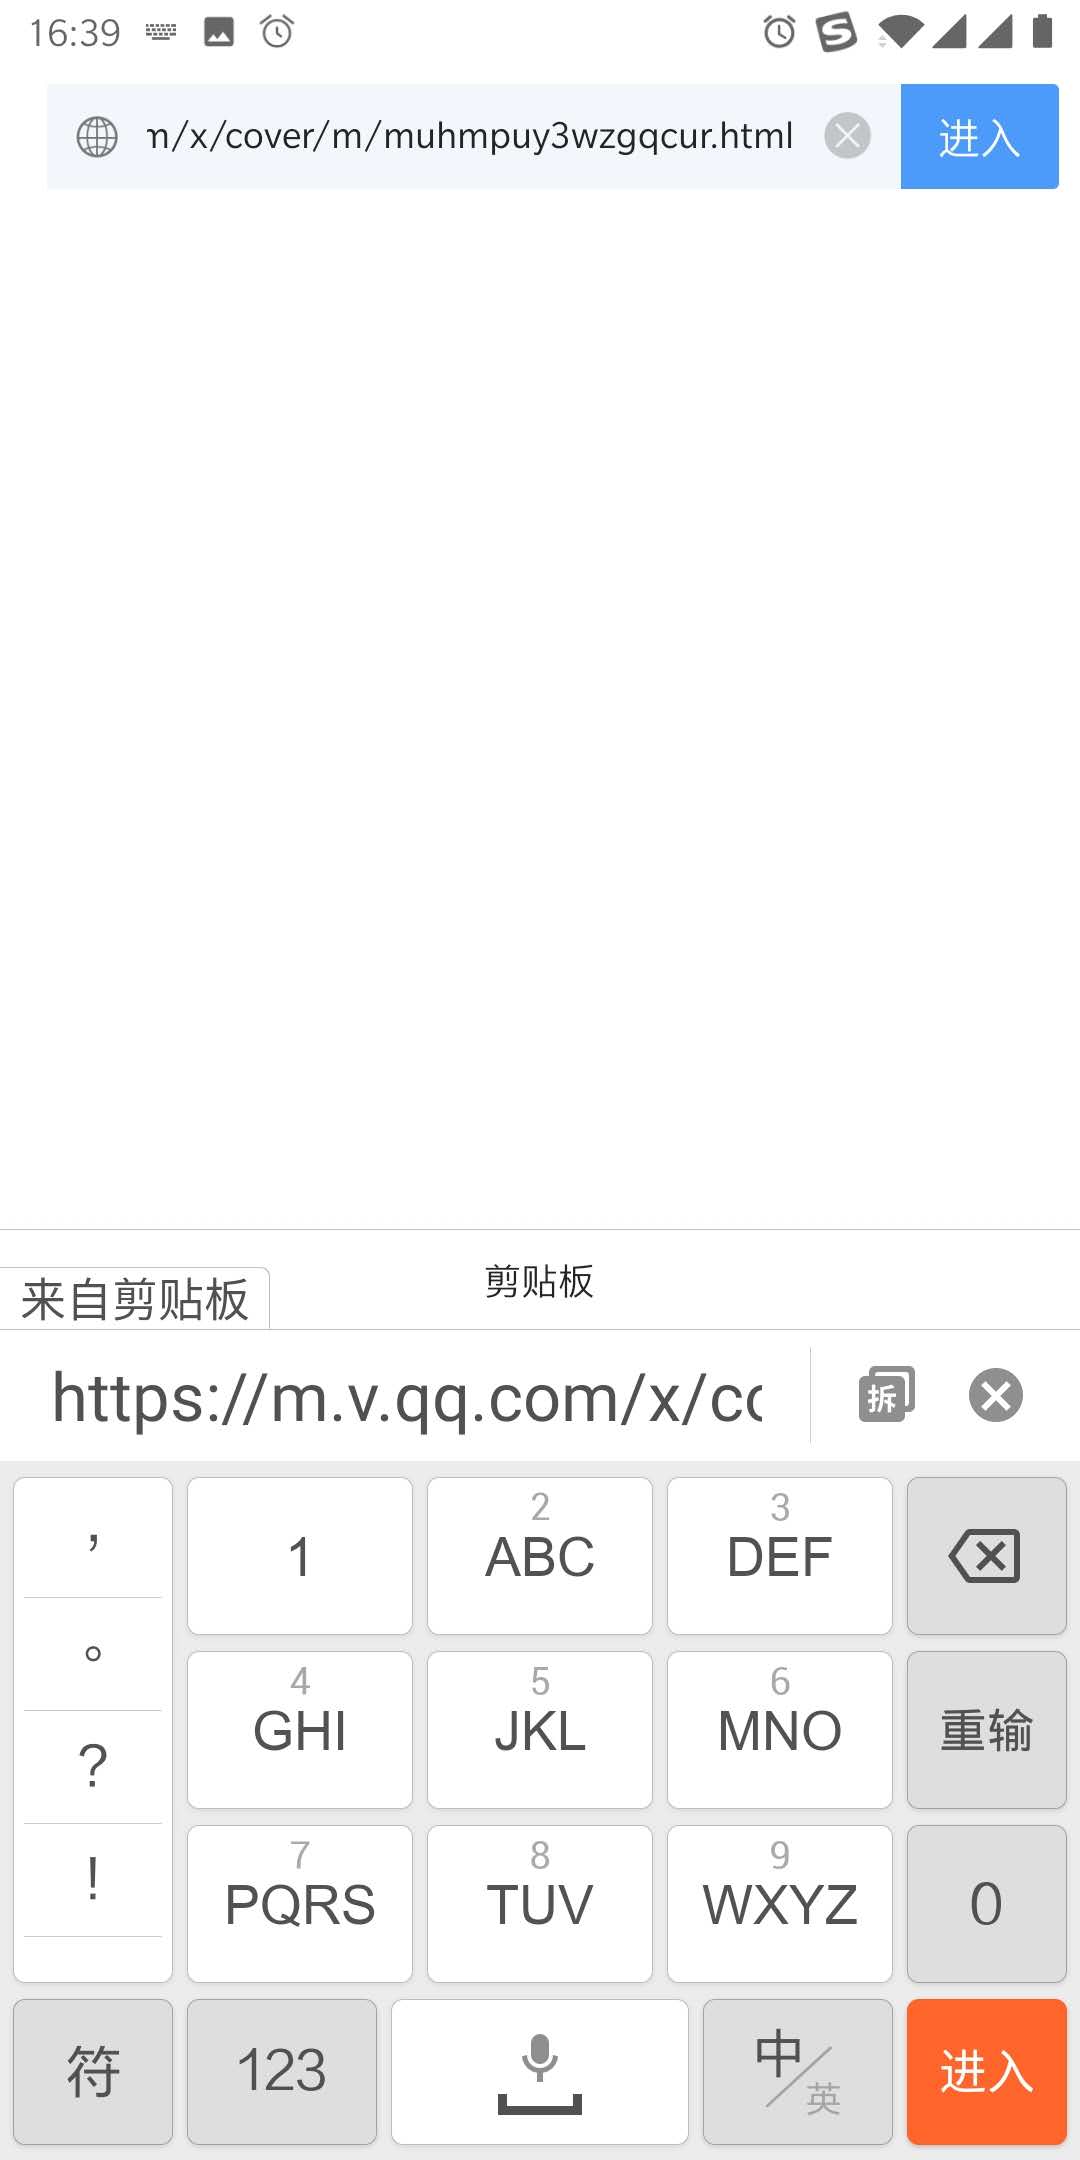 16:39
m/x/cover/m/muhmpuy3wzgqcur.html
进入
剪贴板
来自剪贴板
https://m.v.qq.com/x/co
拆
,
1
2
ABC
3
DEF
。
4
GHI
5
JKL
6
MNO
重输
?
!
7
PQRS
8
TUV
9
WXYZ
0
符
123
中/英
进入